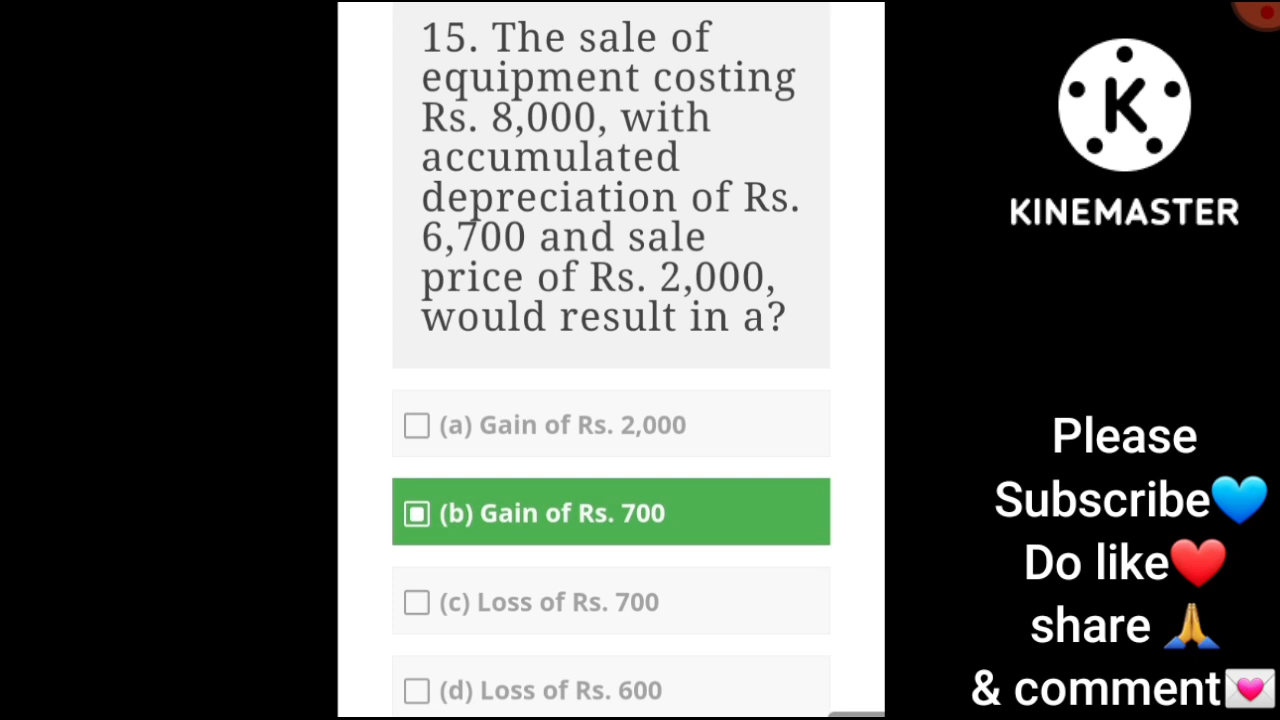 15. The sale of
equipment costing
Rs. 8,000, with
accumulated
depreciation of Rs.
6,700 and sale
price of Rs. 2,000,
would result in a?
(a) Gain of Rs. 2,000
(b) Gain of Rs. 700
(c) Loss of Rs. 700
(d) Loss of Rs. 600
K
KINEMASTER
Please
Subscribe💙
Do like❤️
share 🙏
& comment💌